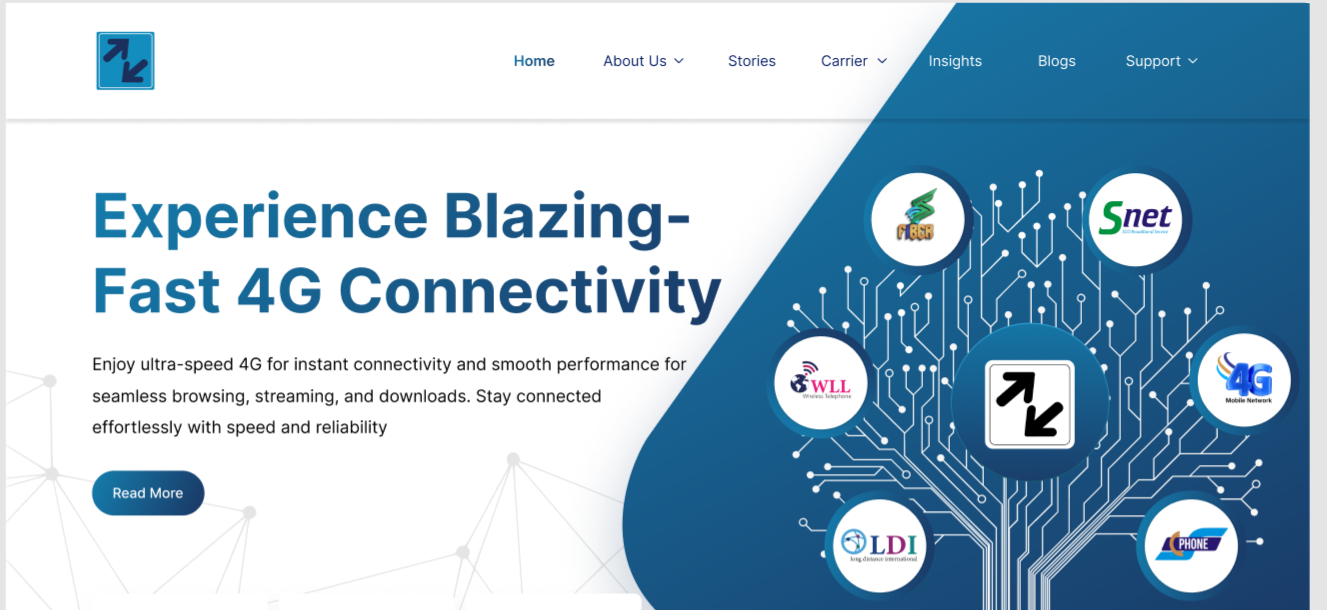 Home About Us Stories Carrier Insights Blogs Support
Experience Blazing-
Fast 4G Connectivity
Enjoy ultra-speed 4G for instant connectivity and smooth performance for
seamless browsing, streaming, and downloads. Stay connected
effortlessly with speed and reliability
Read More
FIBER
Snet
WLL
Wireless Telephone
4G
Mobile Network
LDI
long distance international
PHONE